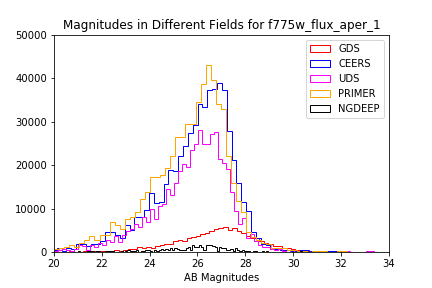 Magnitudes in Different Fields for f775w_flux_aper_1
50000
40000
30000
20000
10000
0
GDS
CEERS
UDS
PRIMER
NGDEEP
20 22 24 26 28 30 32 34
AB Magnitudes